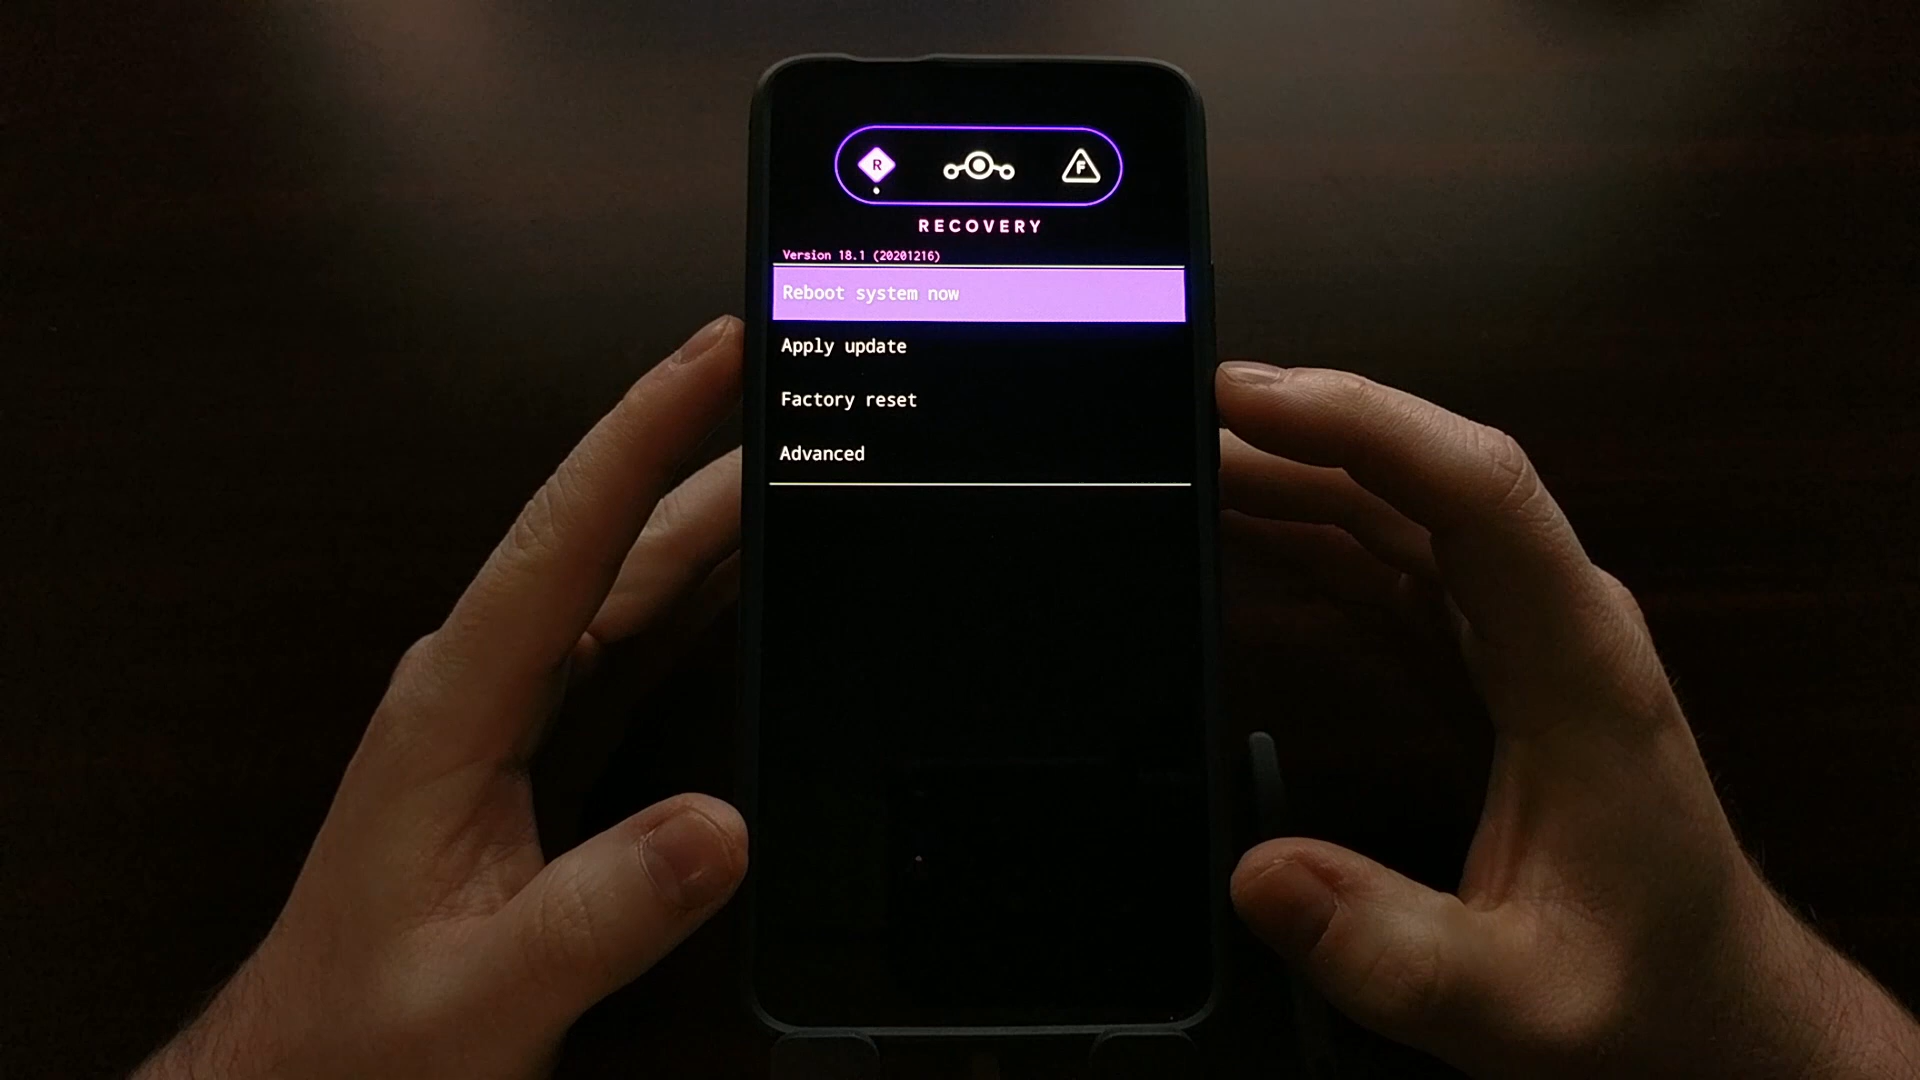 R F
RECOVERY
Version 18.1 (20201216)
Reboot system now
Apply update
Factory reset
Advanced